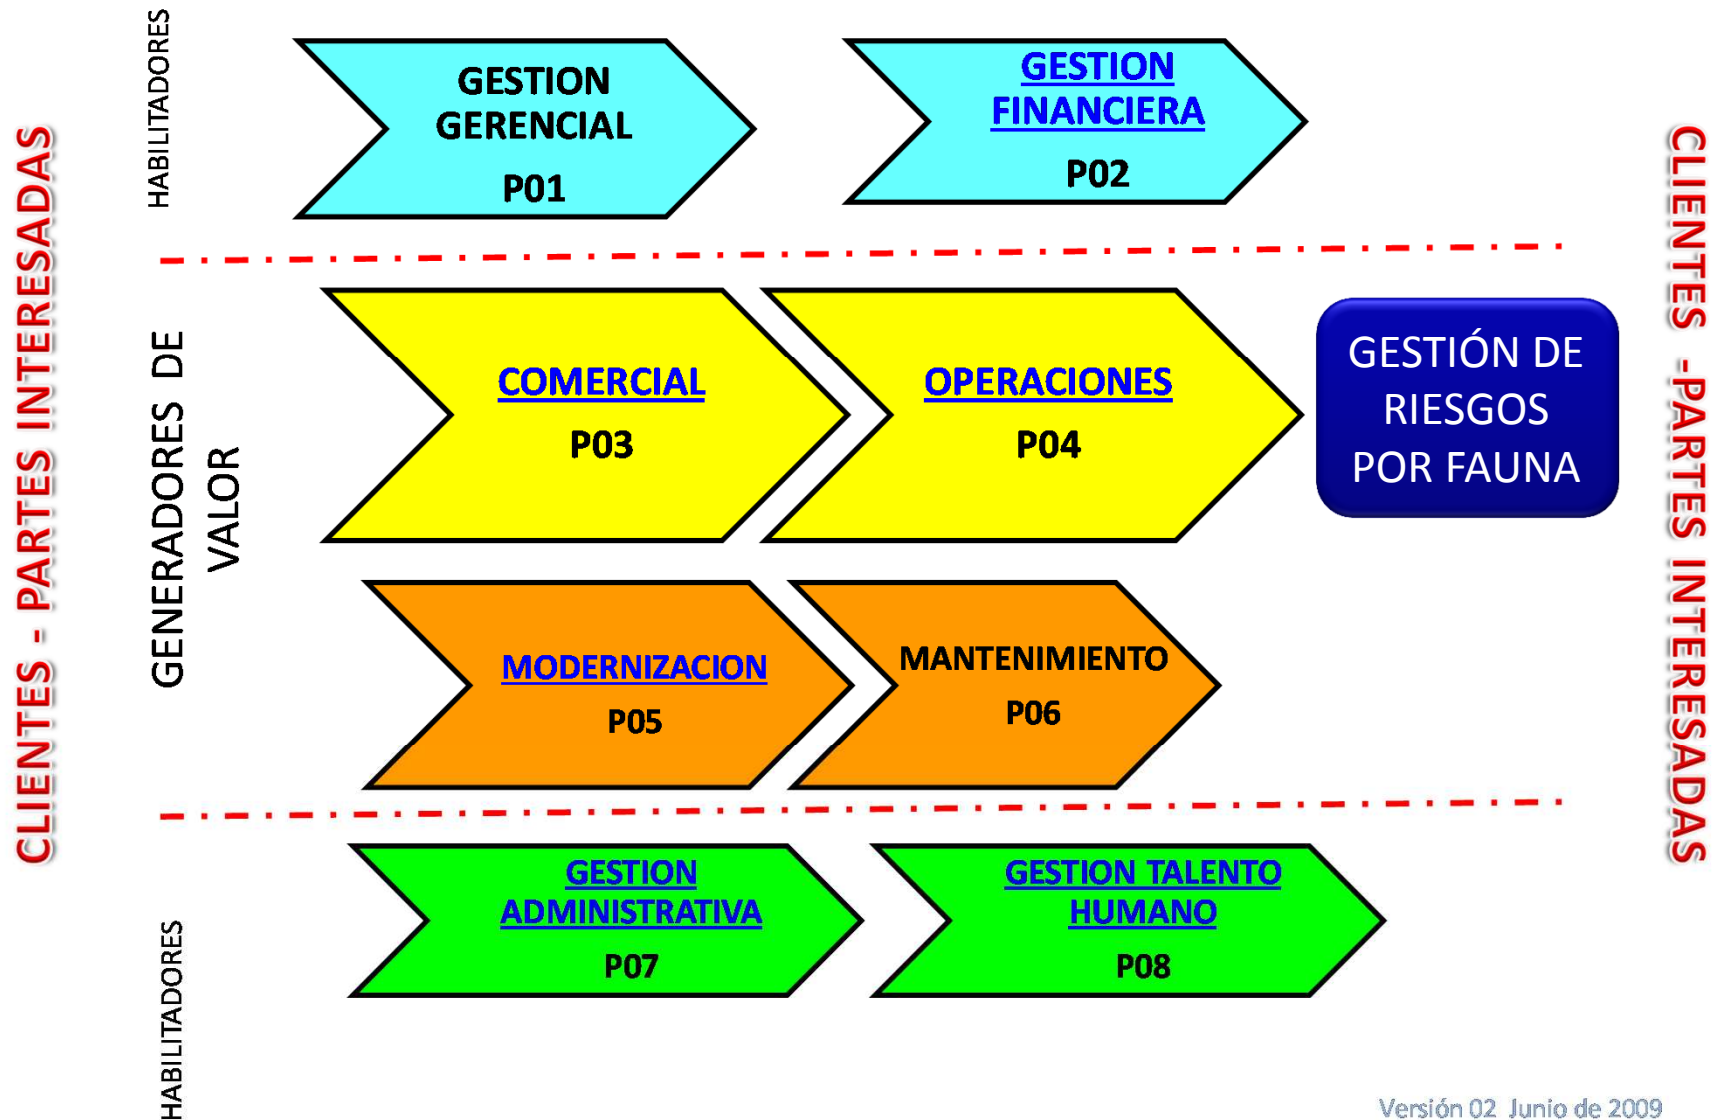 CLIENTES - PARTES INTERESADAS
HABILITADORES
GESTION
GERENCIAL
P01
GESTION
FINANCIERA
P02
GENERADORES DE
VALOR
COMERCIAL
P03
OPERACIONES
P04
GESTIÓN DE
RIESGOS
POR FAUNA
MODERNIZACION
P05
MANTENIMIENTO
P06
HABILITADORES
GESTION
ADMINISTRATIVA
P07
GESTION TALENTO
HUMANO
P08
CLIENTES -PARTES INTERESADAS
Versión 02 Junio de 2009